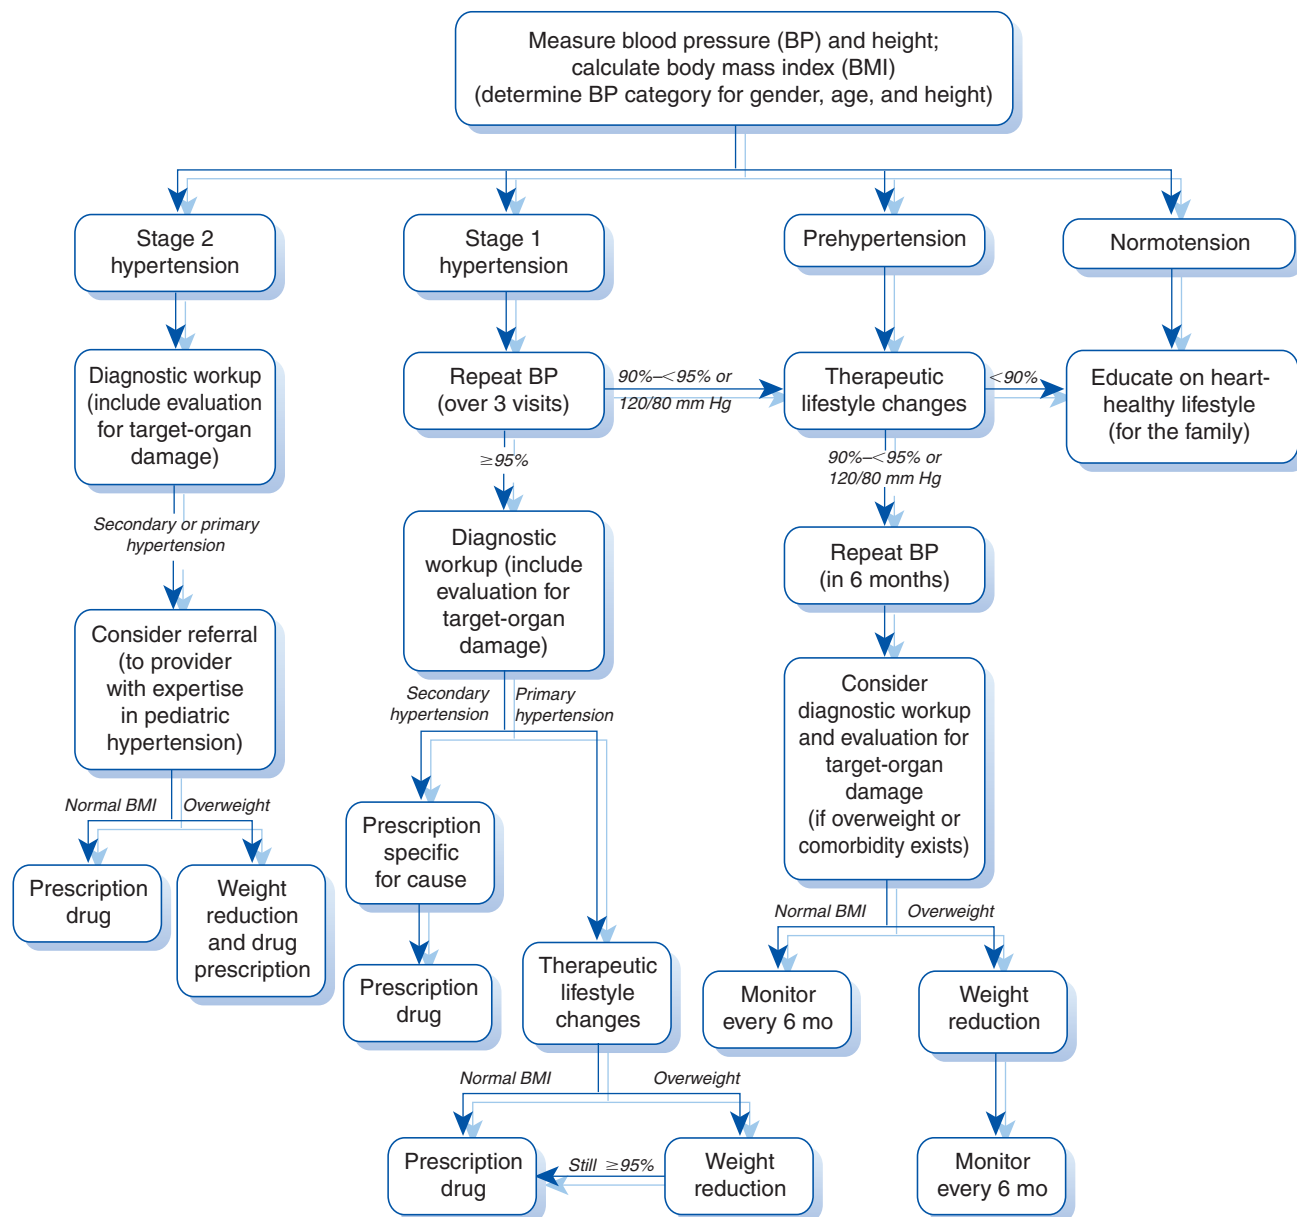 Measure blood pressure (BP) and height;
calculate body mass index (BMI)
(determine BP category for gender, age, and height)
Stage 2
hypertension
Stage 1
hypertension
Prehypertension
Normotension
Diagnostic workup
(include evaluation
for target-organ
damage)
Repeat BP
(over 3 visits)
90%–<95% or
120/80 mm Hg
Therapeutic
lifestyle changes
<90%
Educate on heart-
healthy lifestyle
(for the family)
Secondary or primary
hypertension
≥95%
90%–<95% or
120/80 mm Hg
Diagnostic
workup (include
evaluation for
target-organ
damage)
Repeat BP
(in 6 months)
Consider referral
(to provider
with expertise
in pediatric
hypertension)
Secondary
hypertension
Primary
hypertension
Consider
diagnostic workup
and evaluation for
target-organ
damage
(if overweight or
comorbidity exists)
Normal BMI
Overweight
Prescription
drug
Weight
reduction
and drug
prescription
Prescription
specific
for cause
Prescription
drug
Therapeutic
lifestyle
changes
Normal BMI
Overweight
Monitor
every 6 mo
Weight
reduction
Normal BMI
Overweight
Prescription
drug
Still ≥95%
Weight
reduction
Monitor
every 6 mo